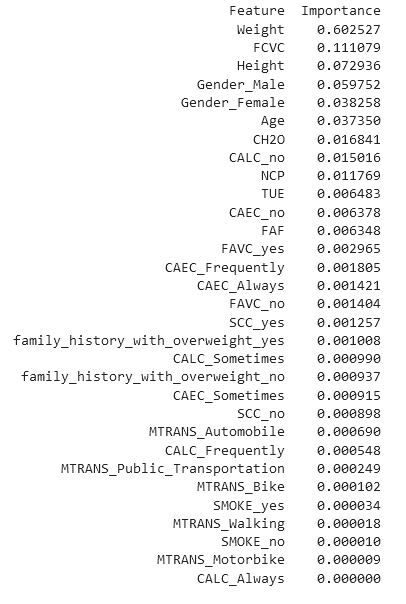 Feature Importance
Weight 0.602527
FCVC 0.111079
Height 0.072936
Gender_Male 0.059752
Gender_Female 0.038258
Age 0.037350
CH2O 0.016841
CALC_no 0.015016
NCP 0.011769
TUE 0.006483
CAEC_no 0.006378
FAF 0.006348
FAVC_yes 0.002965
CAEC_Frequently 0.001805
CAEC_Always 0.001421
FAVC_no 0.001404
SCC_yes 0.001257
family_history_with_overweight_yes 0.001008
CALC_Sometimes 0.000990
family_history_with_overweight_no 0.000937
CAEC_Sometimes 0.000915
SCC_no 0.000898
MTRANS_Automobile 0.000690
CALC_Frequently 0.000548
MTRANS_Public_Transportation 0.000249
MTRANS_Bike 0.000102
SMOKE_yes 0.000034
MTRANS_Walking 0.000018
SMOKE_no 0.000010
MTRANS_Motorbike 0.000009
CALC_Always 0.000000